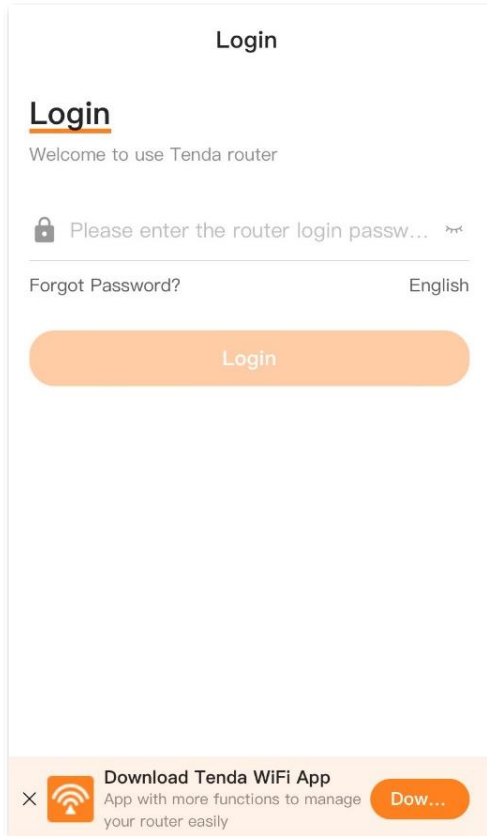 Login
Login
Welcome to use Tenda router
Please enter the router login passw...
Forgot Password?
English
Login
Download Tenda WiFi App
App with more functions to manage
your router easily
Dow...